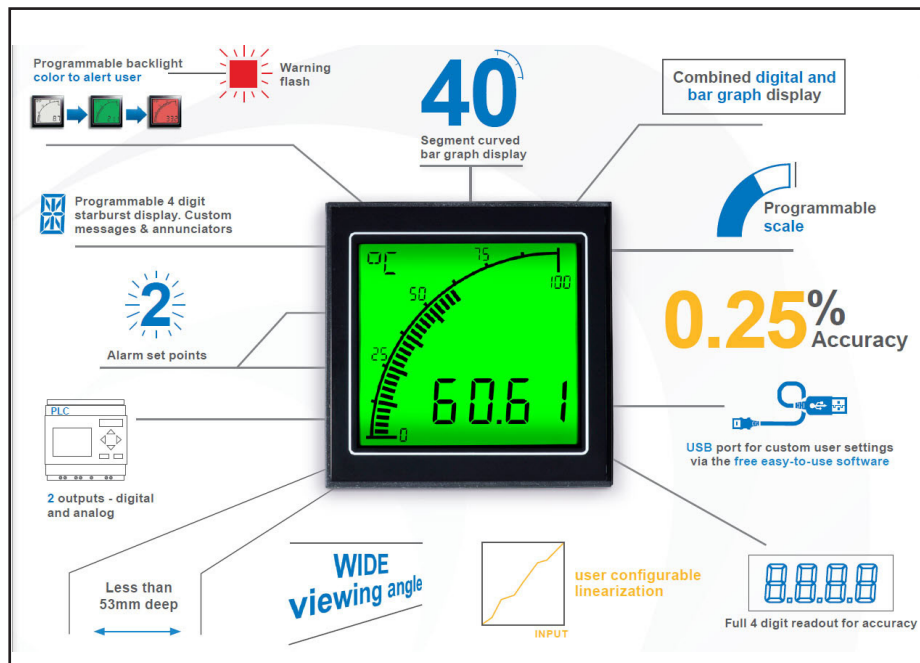 Programmable backlight
color to alert user
Warning
flash
40
Segment curved
bar graph display
Combined digital and
bar graph display
Programmable 4 digit
starburst display. Custom
messages & annunciators
Programmable
scale
2
Alarm set points
0.25%
Accuracy
°C
0
25
50
75
100
60.61
PLC
2 outputs - digital
and analog
USB port for custom user settings
via the free easy-to-use software
Less than
53mm deep
WIDE
viewing angle
user configurable
linearization
INPUT
8.8.8.8
Full 4 digit readout for accuracy